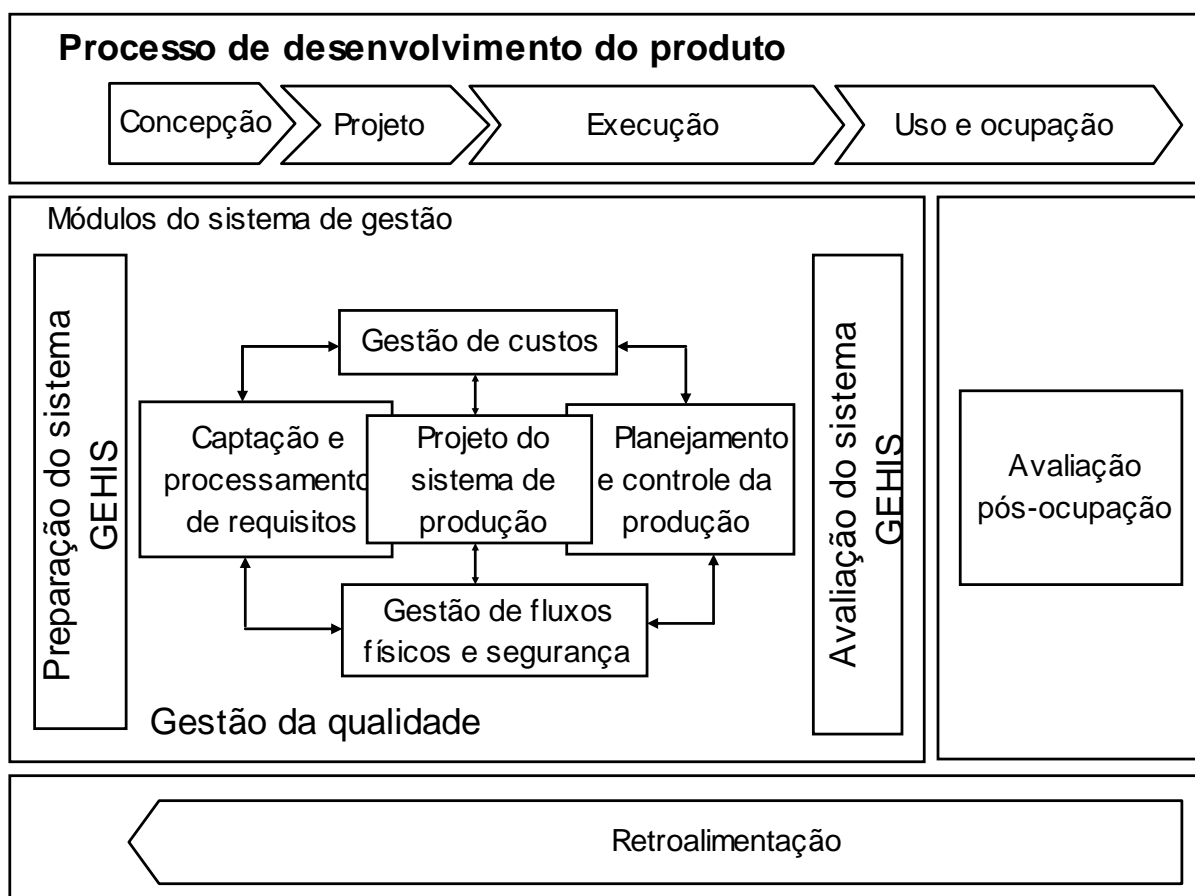 Processo de desenvolvimento do produto
Concepção
Projeto
Execução
Uso e ocupação
Módulos do sistema de gestão
Preparação do sistema
GEHIS
Gestão de custos
Captação e
processamento
de requisitos
Projeto do
sistema de
produção
Planejamento
e controle da
produção
Gestão de fluxos
físicos e segurança
Gestão da qualidade
Avaliação do sistema
GEHIS
Avaliação
pós-ocupação
Retroalimentação